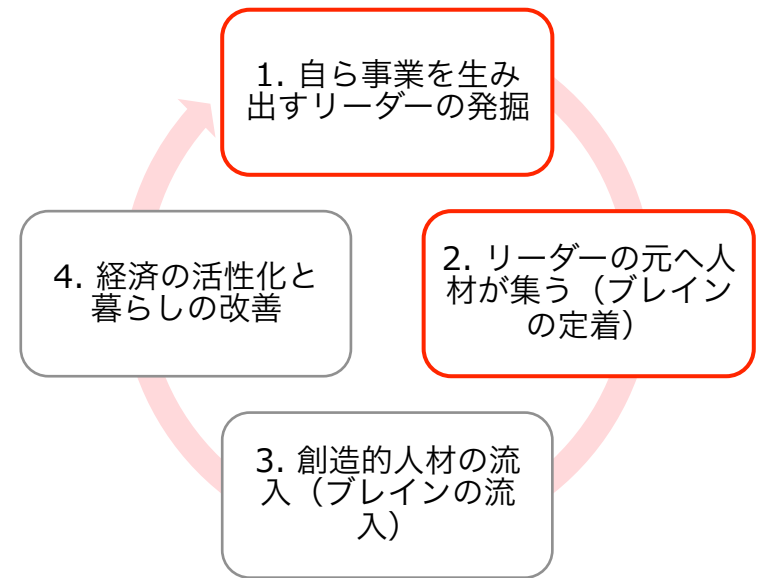 1. 自ら事業を生み
出すリーダーの発掘
2. リーダーの元へ人
材が集う（ブレイン
の定着）
3. 創造的人材の流
入（ブレインの流
入）
4. 経済の活性化と
暮らしの改善